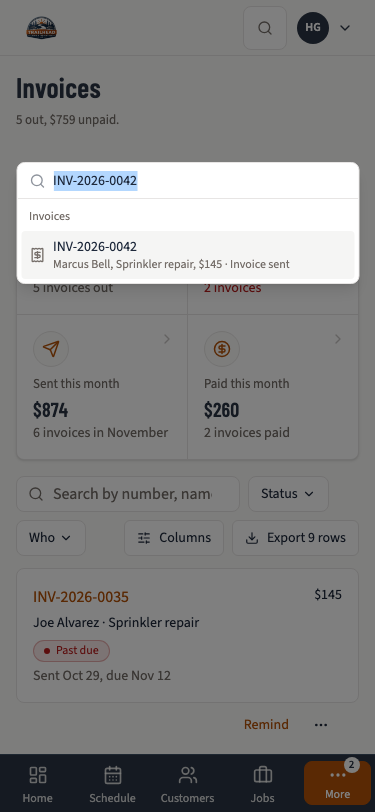 TRAILHEAD
HG
Invoices
5 out, $759 unpaid.
INV-2026-0042
Invoices
INV-2026-0042
Marcus Bell, Sprinkler repair, $145 · Invoice sent
5 invoices out
2 invoices
Sent this month
$874
6 invoices in November
Paid this month
$260
2 invoices paid
Search by number, nam
Status
Who
Columns
Export 9 rows
INV-2026-0035
$145
Joe Alvarez · Sprinkler repair
Past due
Sent Oct 29, due Nov 12
Remind
Home
Schedule
Customers
Jobs
2
More